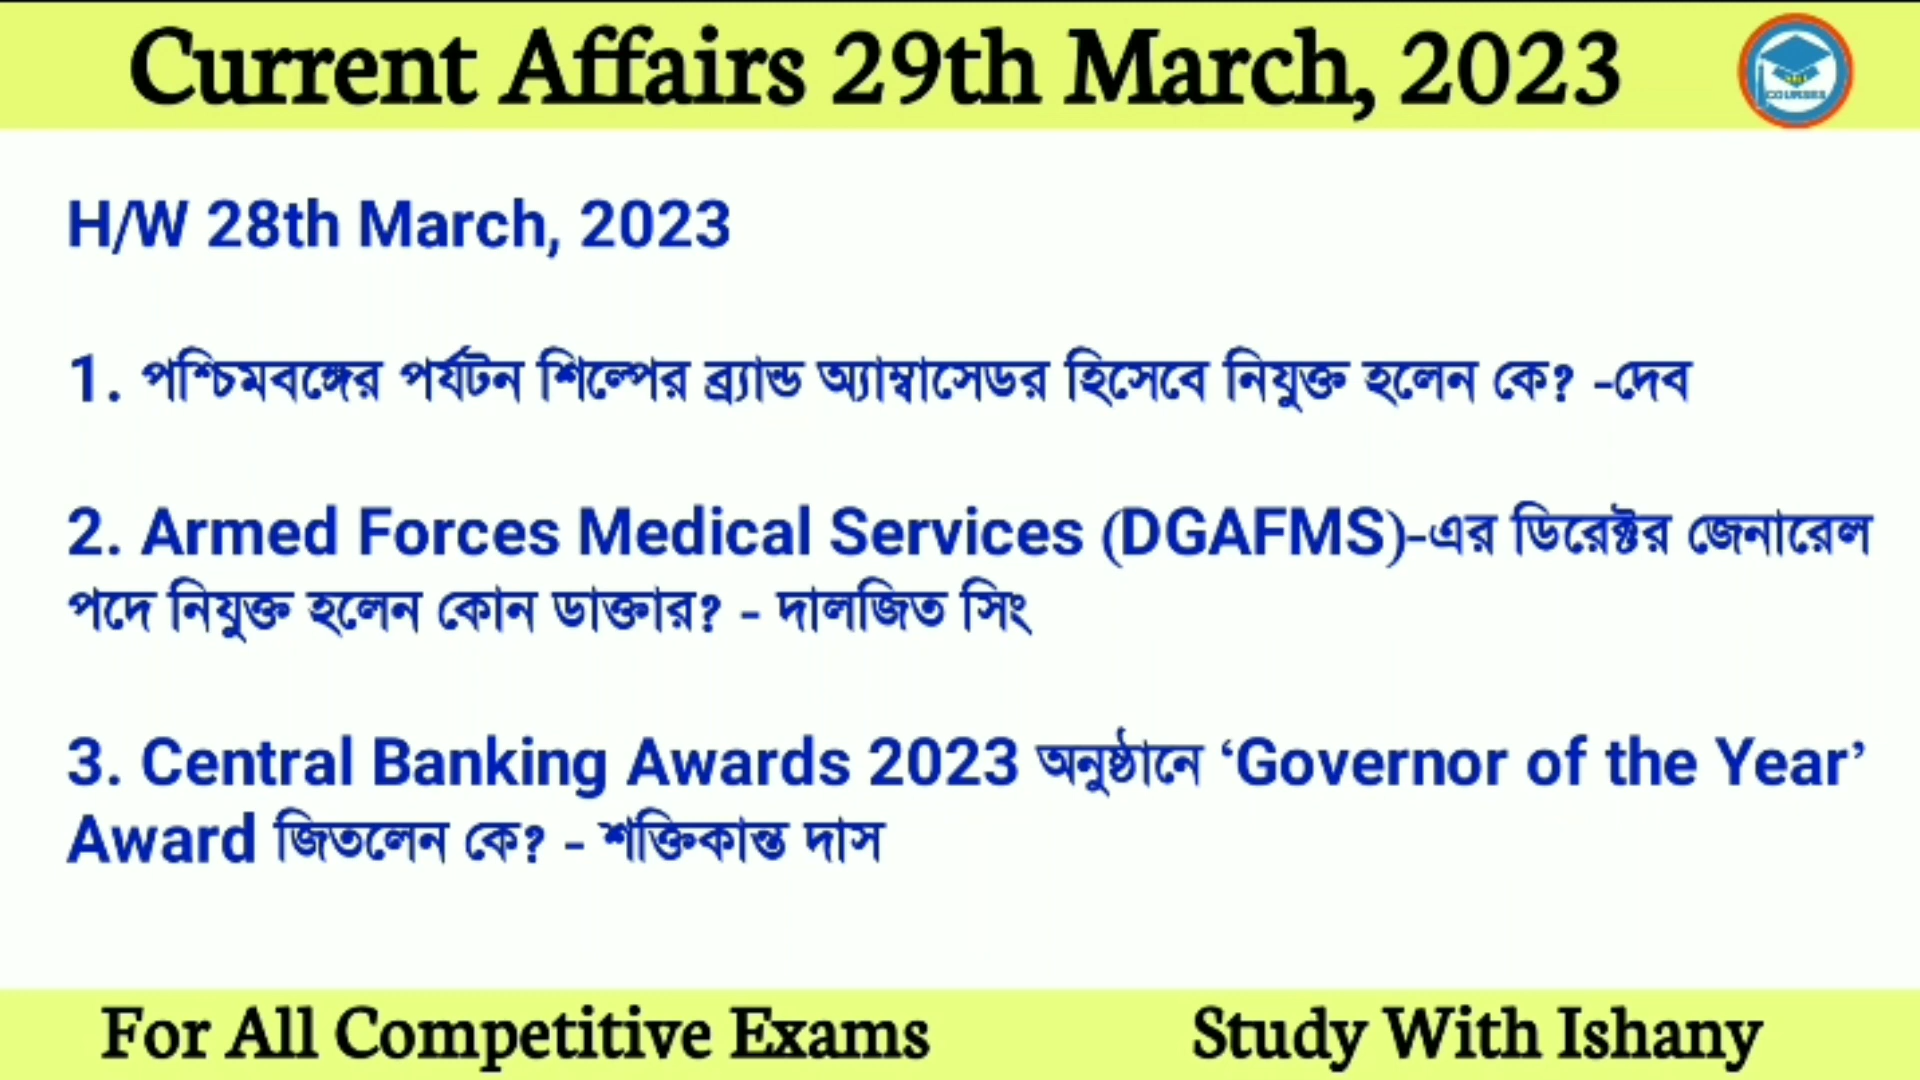 Current Affairs 29th March, 2023
COURSES
H/W 28th March, 2023
1. পশ্চিমবঙ্গের পর্যটন শিল্পের ব্র্যান্ড অ্যাম্বাসেডর হিসেবে নিযুক্ত হলেন কে? -দেব
2. Armed Forces Medical Services (DGAFMS)-এর ডিরেক্টর জেনারেল
পদে নিযুক্ত হলেন কোন ডাক্তার? - দালজিত সিং
3. Central Banking Awards 2023 অনুষ্ঠানে ‘Governor of the Year’
Award জিতলেন কে? - শক্তিকান্ত দাস
For All Competitive Exams
Study With Ishany